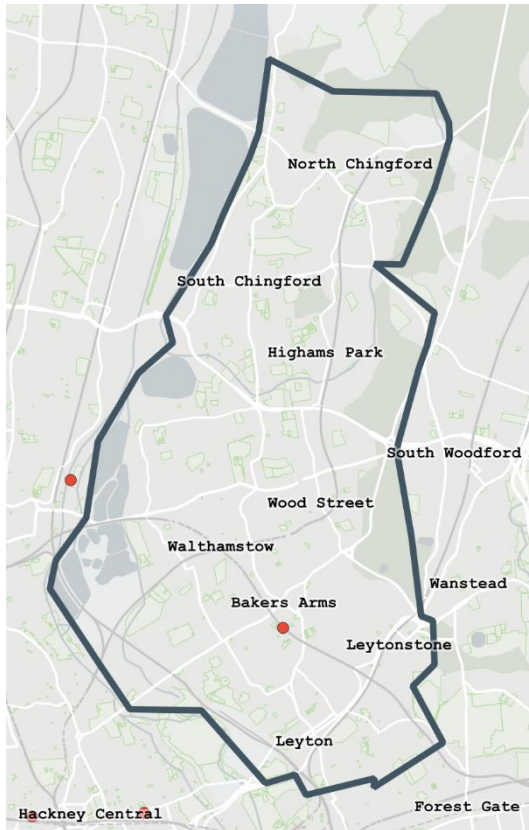 North Chingford
South Chingford
Highams Park
South Woodford
Wood Street
Walthamstow
Wanstead
Bakers Arms
Leytonstone
Leyton
Forest Gate
Hackney Central